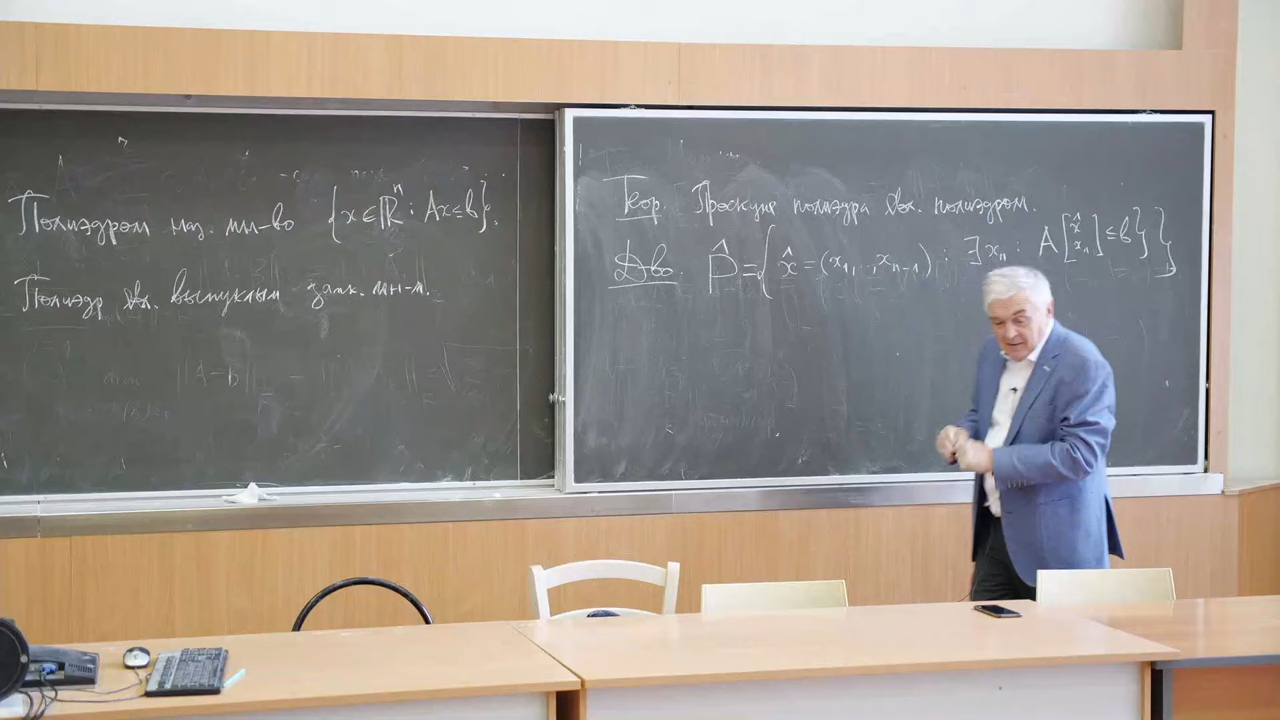 Полиэдром наз. мн-во {x ∈ ℝⁿ : Ax ≤ b}.
Полиэдр явл. выпуклым замк. мн-м.
Теор. Проекция полиэдра явл. полиэдром.
Д-во: P̂ = {x̂ = (x₁, ..., xₙ₋₁) : ∃xₙ : A[x̂ xₙ] ≤ b}}